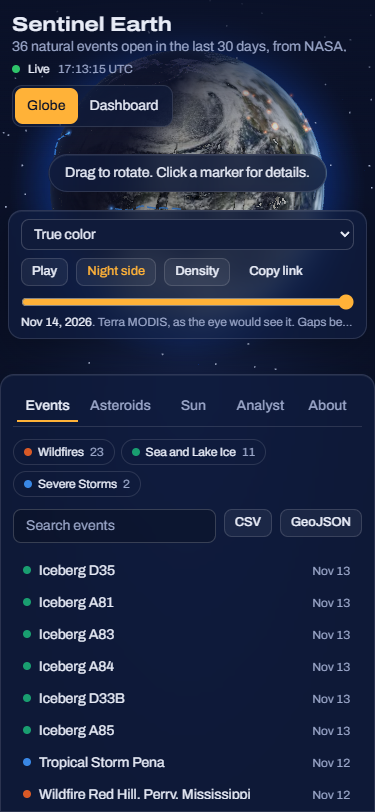 Sentinel Earth
36 natural events open in the last 30 days, from NASA.
Live 17:13:15 UTC
Globe Dashboard
Drag to rotate. Click a marker for details.
True color
Play Night side Density Copy link
Nov 14, 2026. Terra MODIS, as the eye would see it. Gaps be...
Events Asteroids Sun Analyst About
Wildfires 23 Sea and Lake Ice 11
Severe Storms 2
Search events CSV GeoJSON
Iceberg D35 Nov 13
Iceberg A81 Nov 13
Iceberg A83 Nov 13
Iceberg A84 Nov 13
Iceberg D33B Nov 13
Iceberg A85 Nov 13
Tropical Storm Pena Nov 12
Wildfire Red Hill, Perry, Mississippi Nov 12